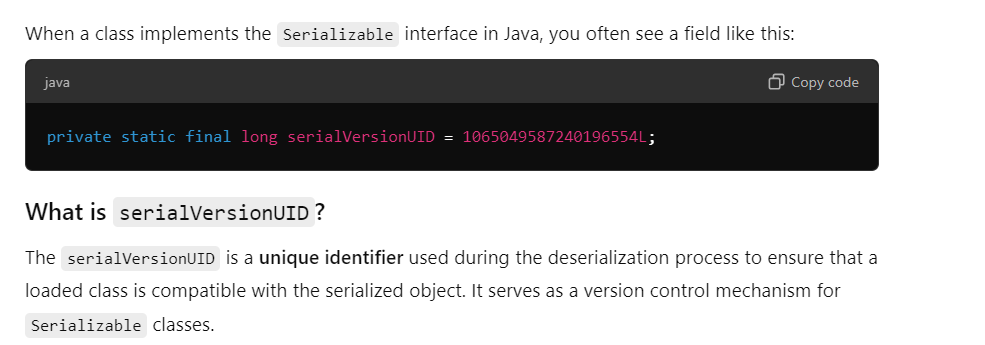 When a class implements the Serializable interface in Java, you often see a field like this:
java
Copy code
private static final long serialVersionUID = 1065049587240196554L;
What is serialVersionUID?
The serialVersionUID is a unique identifier used during the deserialization process to ensure that a
loaded class is compatible with the serialized object. It serves as a version control mechanism for
Serializable classes.